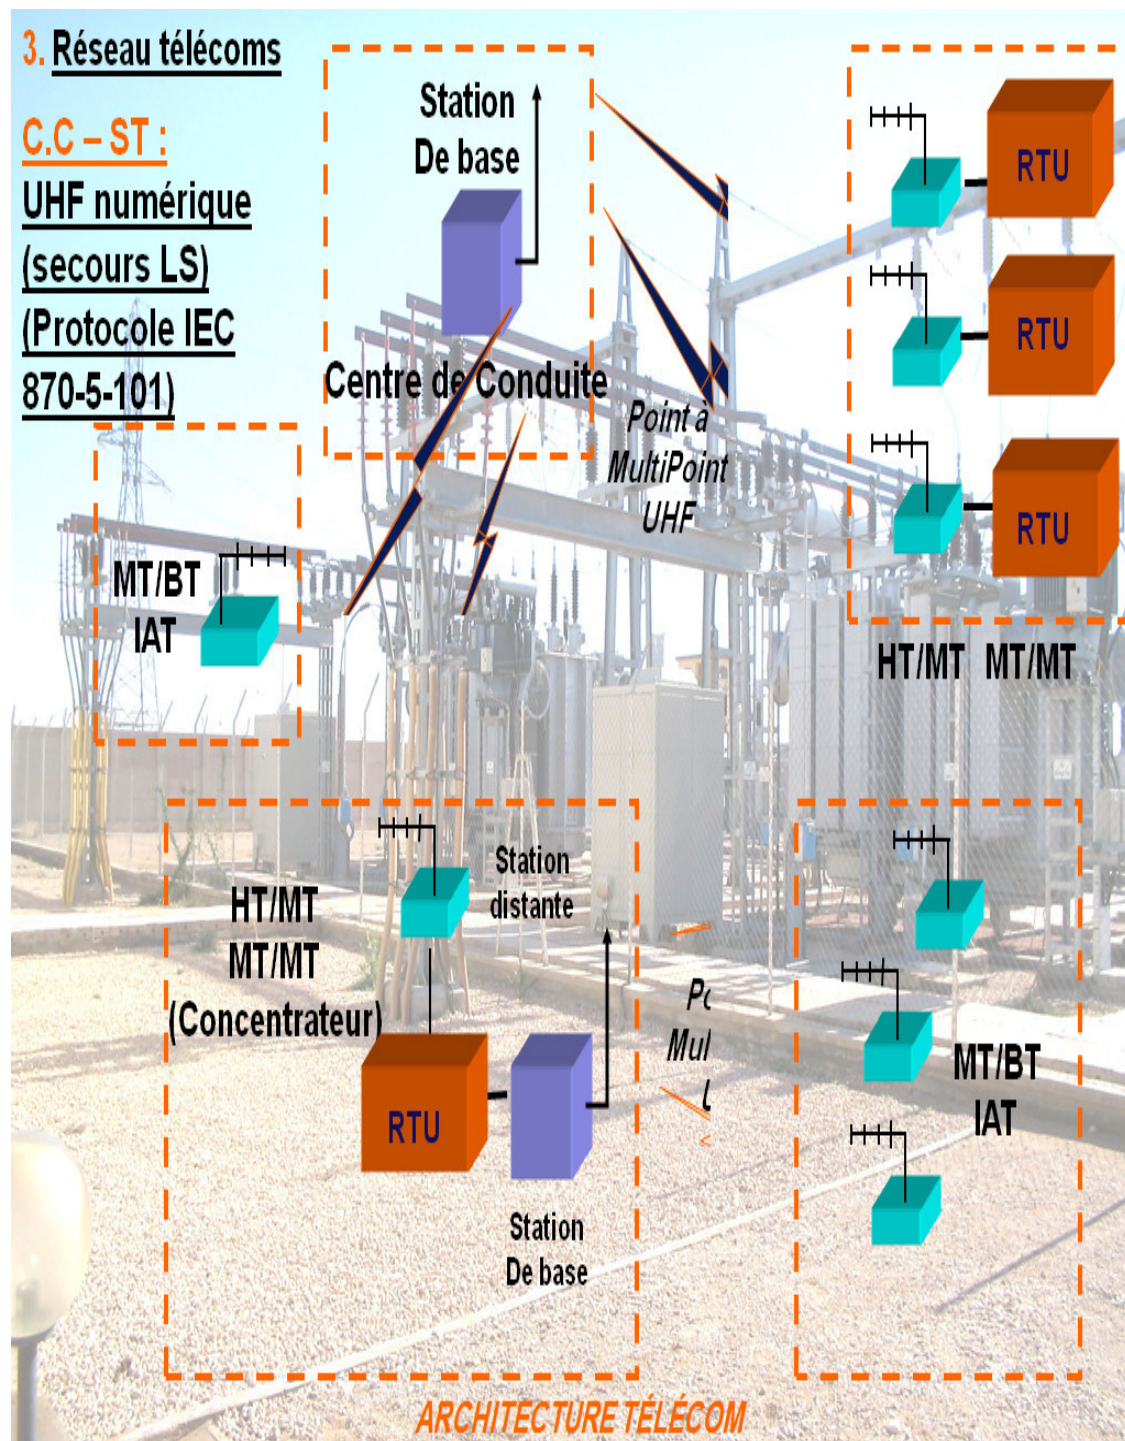 3. Réseau télécoms
C.C – ST :
UHF numérique
(secours LS)
(Protocole IEC
870-5-101)
Station
De base
Centre de Conduite
Point à
MultiPoint
UHF
RTU
RTU
RTU
HT/MT MT/MT
MT/BT
IAT
Station
distante
HT/MT
MT/MT
(Concentrateur)
RTU
Station
De base
MT/BT
IAT
ARCHITECTURE TÉLÉCOM